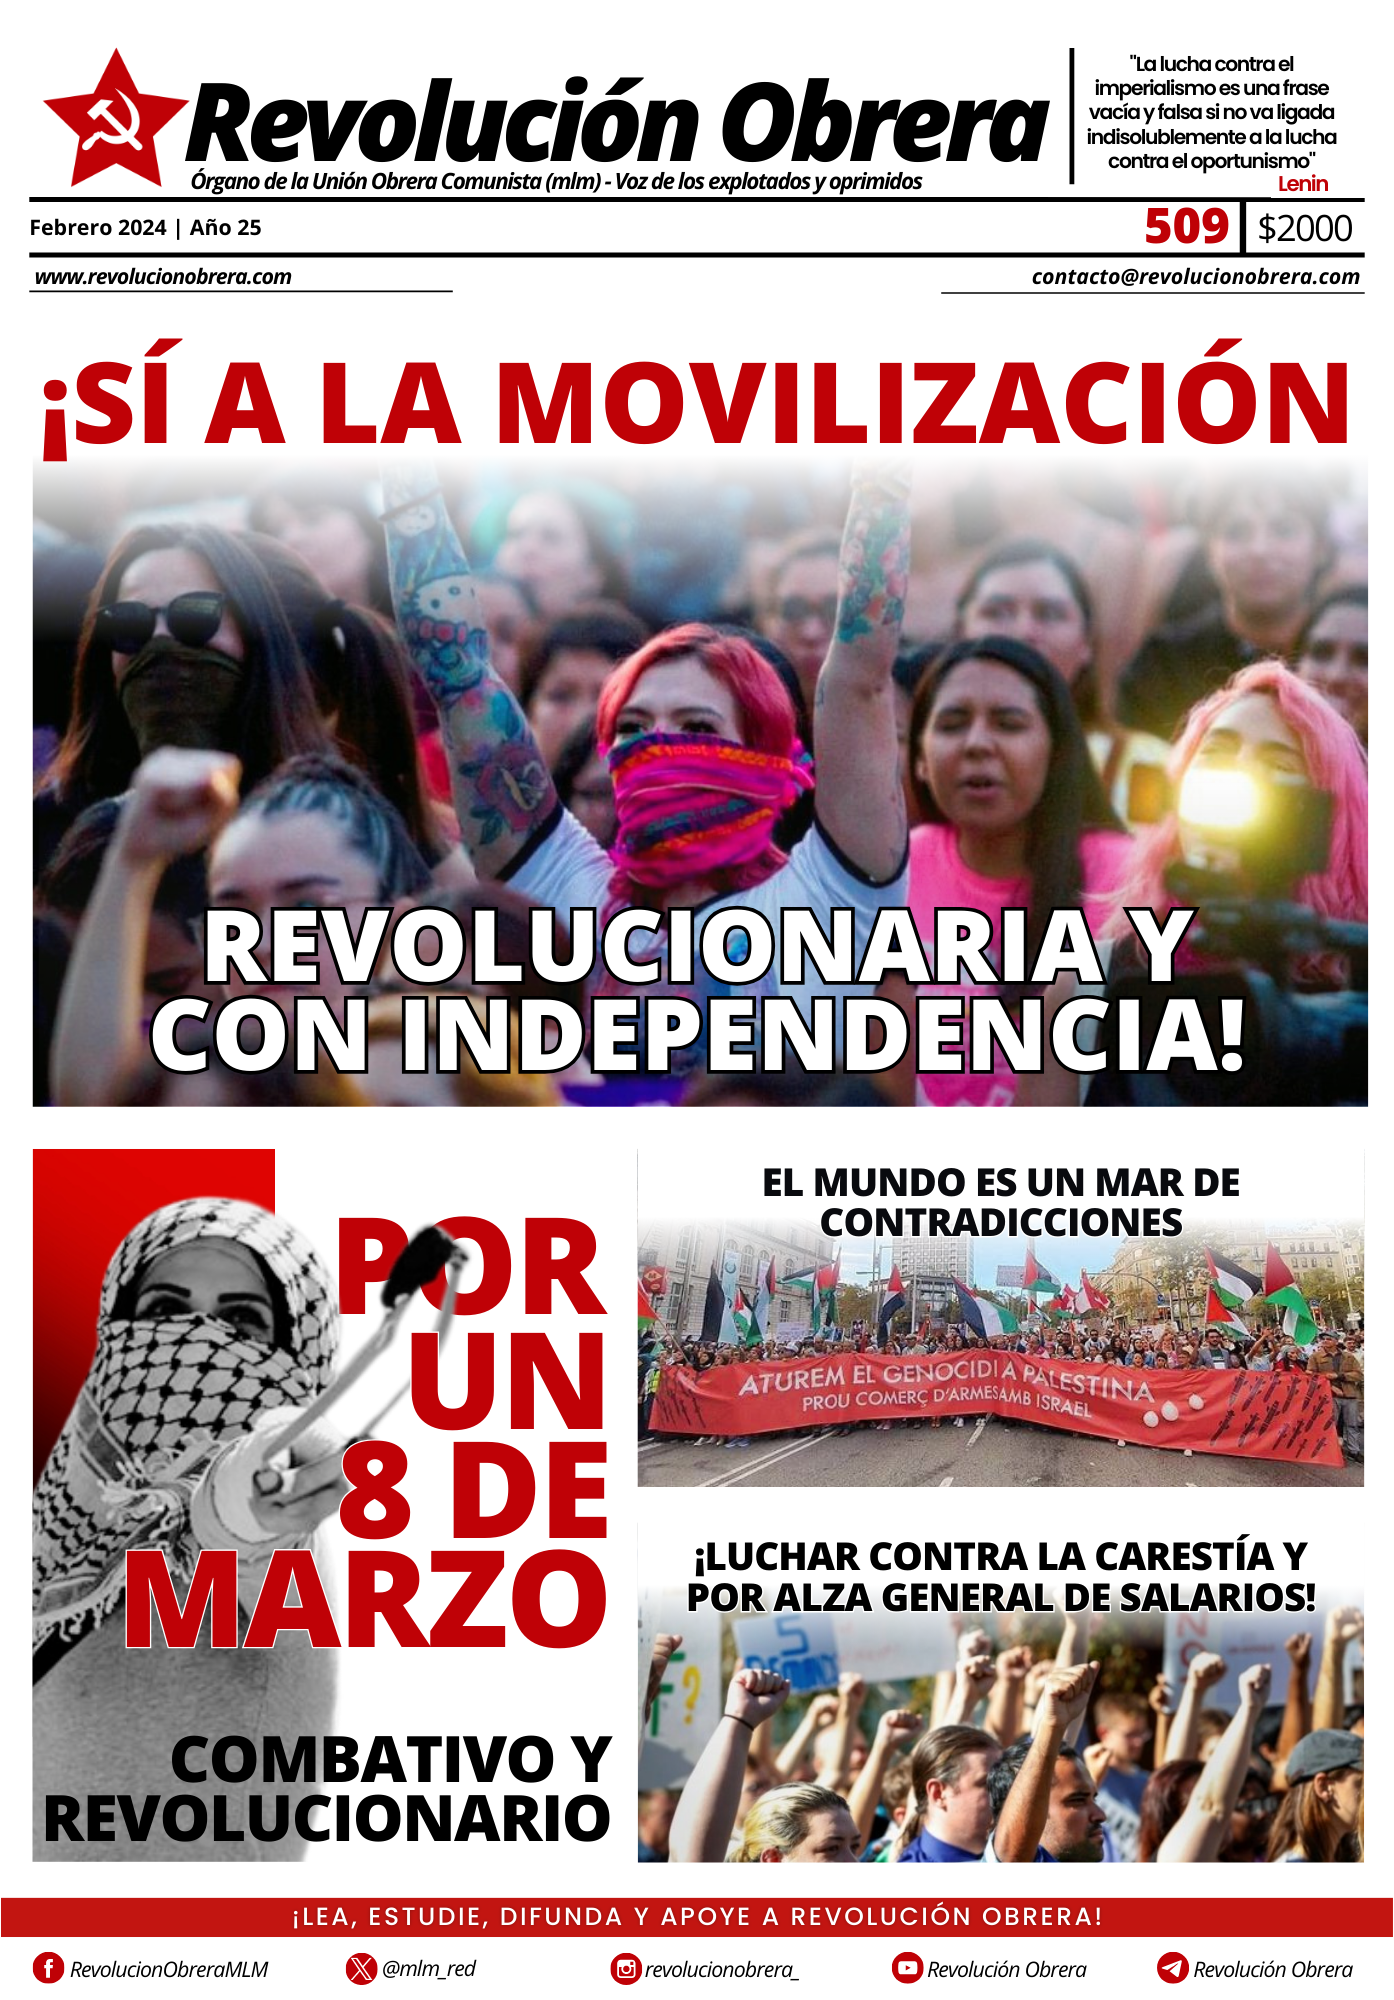 Revolución Obrera
Órgano de la Unión Obrera Comunista (mlm) - Voz de los explotados y oprimidos
"La lucha contra el
imperialismo es una frase
vacía y falsa si no va ligada
indisolublemente a la lucha
contra el oportunismo"
Lenin
Febrero 2024 | Año 25
509
$2000
www.revolucionobrera.com
contacto@revolucionobrera.com
¡SÍ A LA MOVILIZACIÓN
REVOLUCIONARIA Y
CON INDEPENDENCIA!
POR
UN
8 DE
MARZO
COMBATIVO Y
REVOLUCIONARIO
EL MUNDO ES UN MAR DE
CONTRADICCIONES
ATUREM EL GENOCIDI A PALESTINA
PROU COMERÇ D'ARMES AMB ISRAEL
¡LUCHAR CONTRA LA CARESTÍA Y
POR ALZA GENERAL DE SALARIOS!
¡LEA, ESTUDIE, DIFUNDA Y APOYE A REVOLUCIÓN OBRERA!
RevolucionObreraMLM
@mlm_red
revolucionobrera_
Revolución Obrera
Revolución Obrera